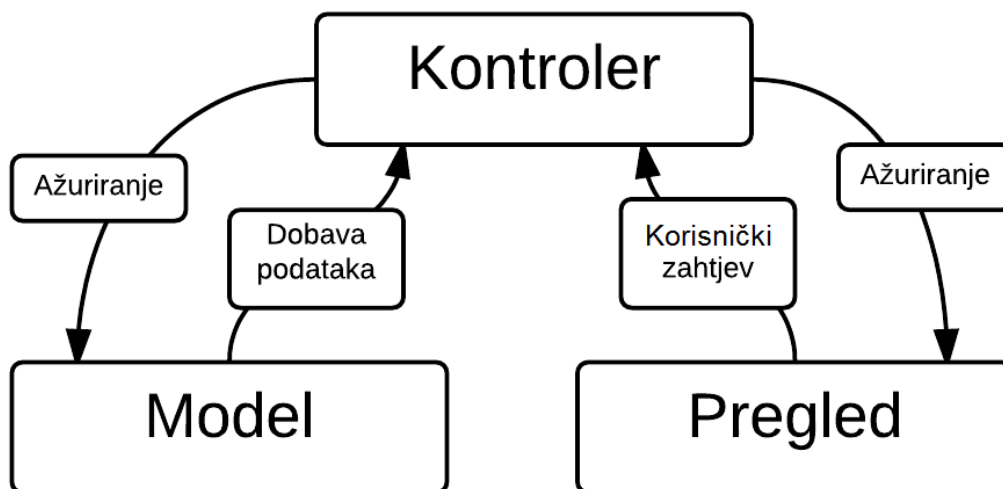 Kontroler
Ažuriranje
Ažuriranje
Dobava
podataka
Korisnički
zahtjev
Model
Pregled